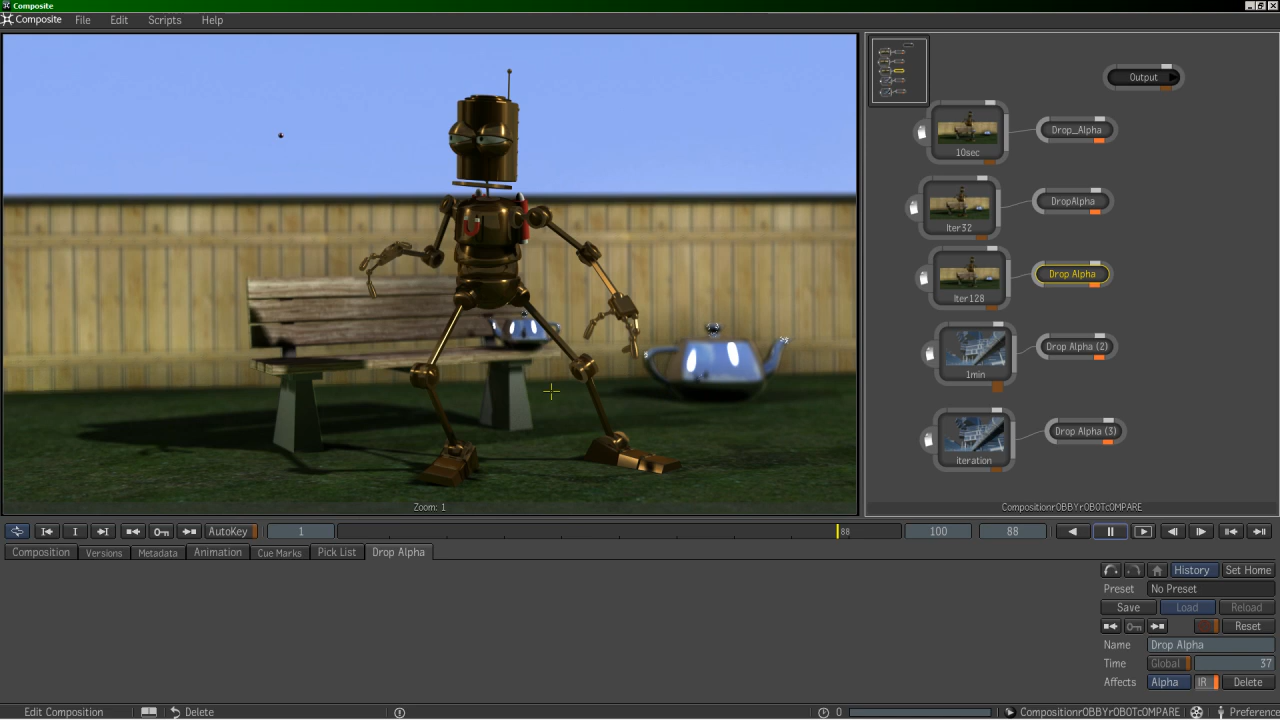 Composite
Composite File Edit Scripts Help
Output
10sec
Drop_Alpha
Iter32
DropAlpha
Iter128
Drop Alpha
1min
Drop Alpha (2)
iteration
Drop Alpha (3)
Zoom: 1
CompositionrOBBYrOBOTcOMPARE
AutoKey 1 88 100 88
Composition Versions Metadata Animation Cue Marks Pick List Drop Alpha
History Set Home
Preset No Preset
Save Load Reload
Reset
Name Drop Alpha
Time Global 37
Affects Alpha IR Delete
Edit Composition Delete 0 CompositionrOBBYrOBOTcOMPARE Preference